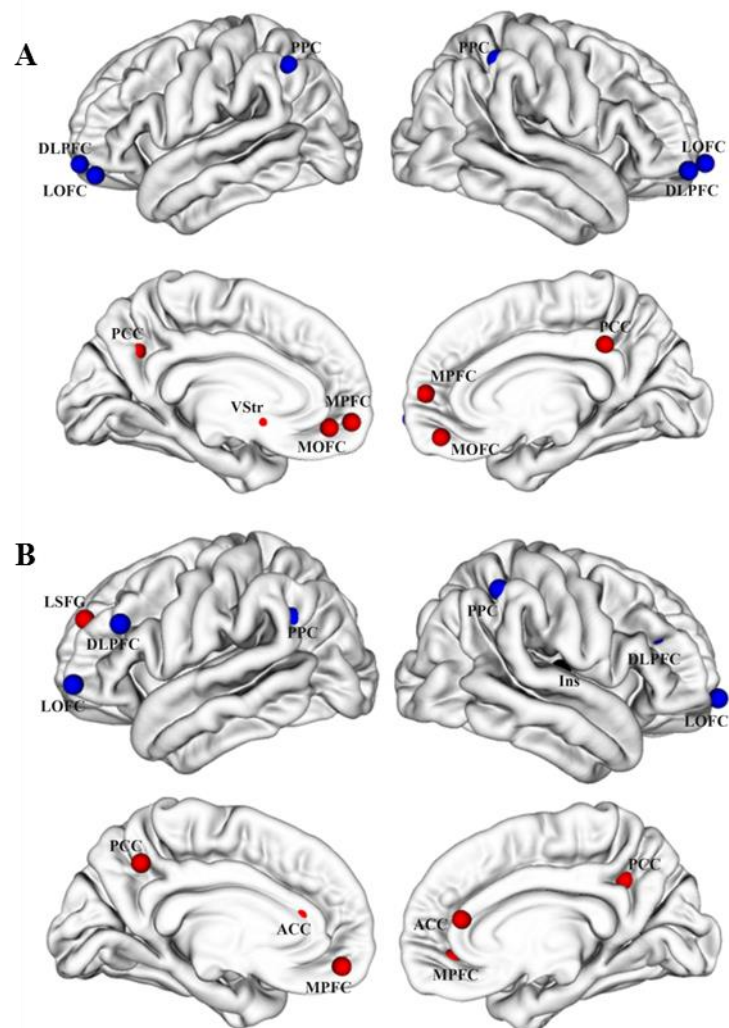 A
PPC
DLPFC
LOFC
PPC
LOFC
DLPFC
PCC
VStr
MPFC
MOFC
PCC
MPFC
MOFC
B
LSFG
DLPFC
PPC
LOFC
PPC
DLPFC
Ins
LOFC
PCC
ACC
MPFC
PCC
ACC
MPFC